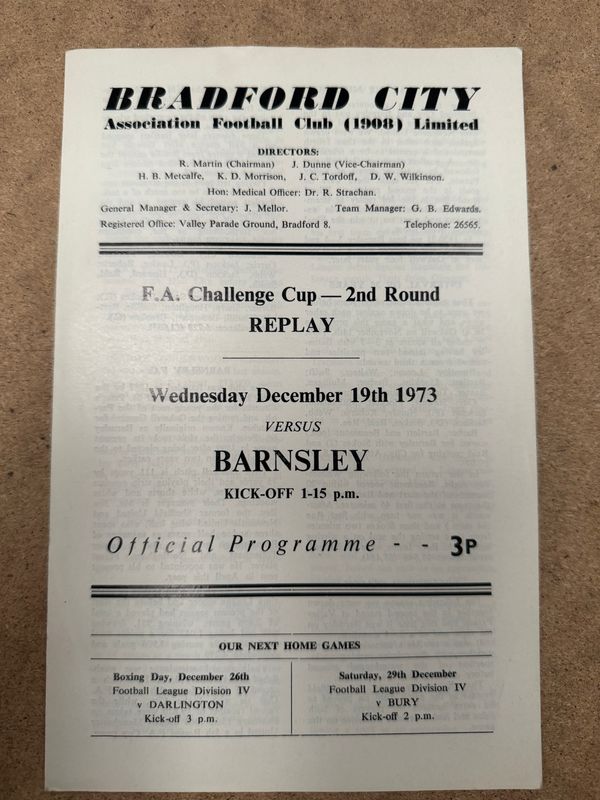 BRADFORD CITY
Association Football Club (1908) Limited
DIRECTORS:
R. Martin (Chairman) J. Dunne (Vice-Chairman)
H. B. Metcalfe, K. D. Morrison, J. C. Tordoff, D. W. Wilkinson.
Hon: Medical Officer: Dr. R. Strachan.
General Manager & Secretary: J. Mellor. Team Manager: G. B. Edwards.
Registered Office: Valley Parade Ground, Bradford 8. Telephone: 26565.
F.A. Challenge Cup — 2nd Round
REPLAY
Wednesday December 19th 1973
VERSUS
BARNSLEY
KICK-OFF 1-15 p.m.
Official Programme - - 3P
OUR NEXT HOME GAMES
Boxing Day, December 26th
Football League Division IV
v DARLINGTON
Kick-off 3 p.m.
Saturday, 29th December
Football League Division IV
v BURY
Kick-off 2 p.m.